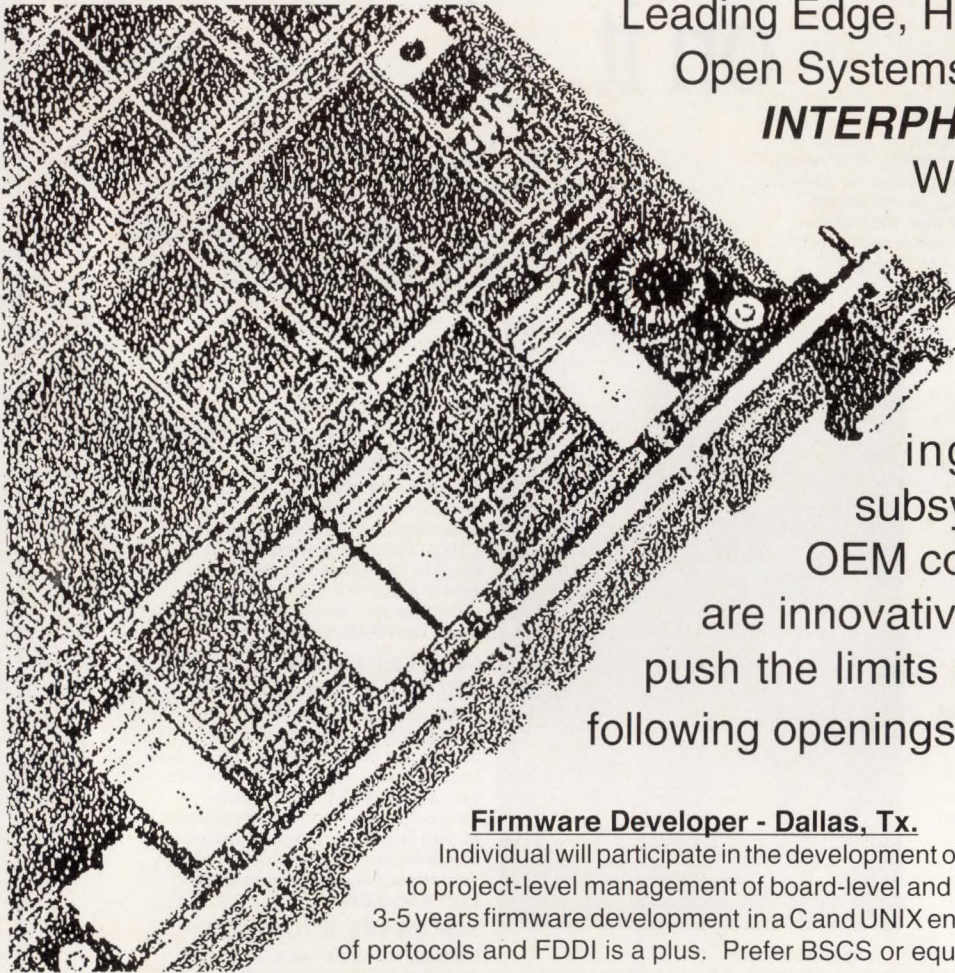 Leading Edge, H
Open Systems
INTERPH
W
ing
subsy
OEM co
are innovativ
push the limits
following openings
Firmware Developer - Dallas, Tx.
Individual will participate in the development o
to project-level management of board-level and
3-5 years firmware development in a C and UNIX en
of protocols and FDDI is a plus. Prefer BSCS or equ